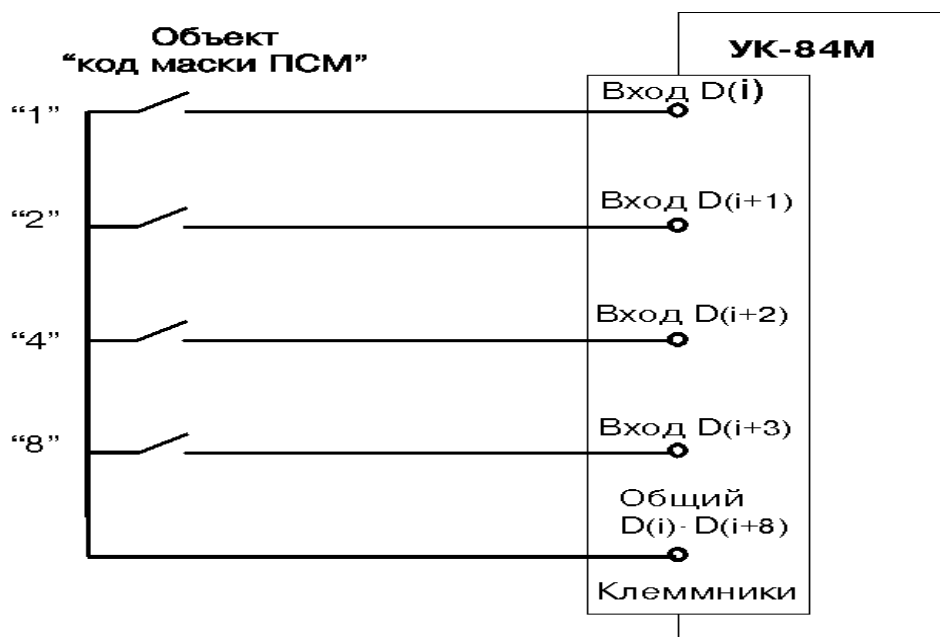 Объект
“код маски ПСМ”
УК-84М
“1”
Вход D(i)
“2”
Вход D(i+1)
“4”
Вход D(i+2)
“8”
Вход D(i+3)
Общий
D(i)- D(i+8)
Клеммники